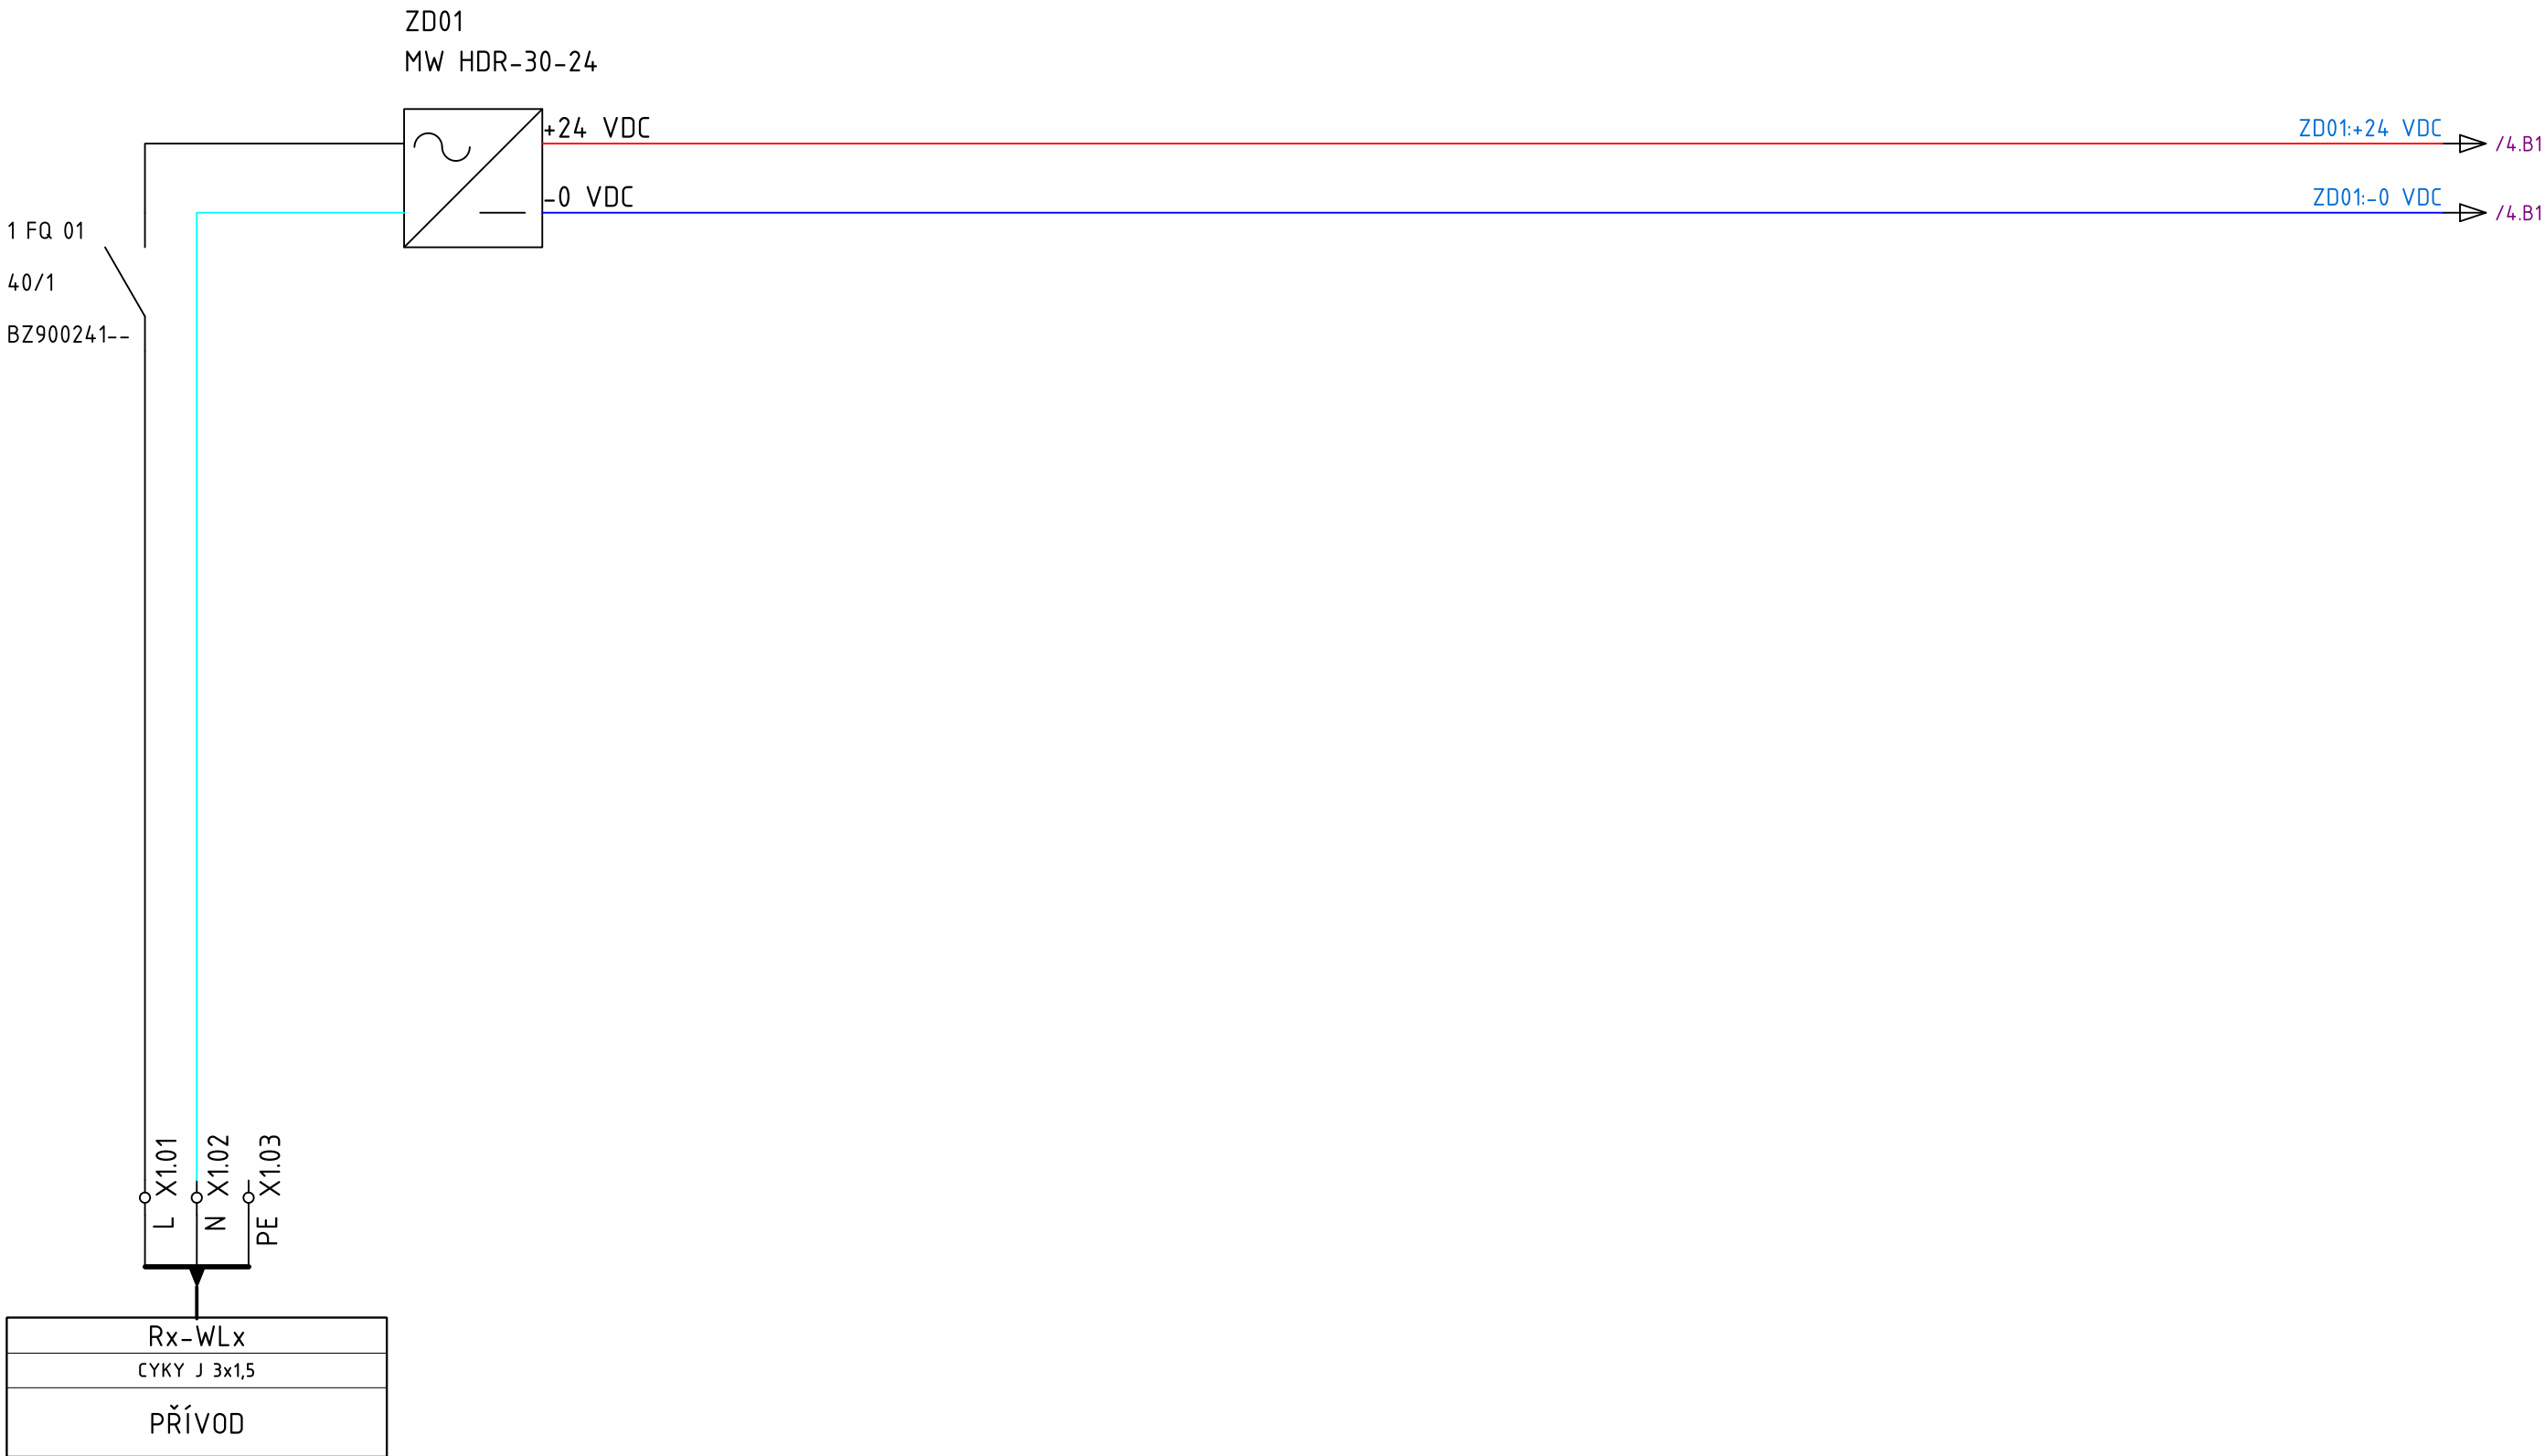 ZD01
MW HDR-30-24
+24 VDC
ZD01:+24 VDC
/4.B1
-0 VDC
ZD01:-0 VDC
/4.B1
1 FQ 01
40/1
BZ900241--
X1.01
X1.02
X1.03
L
N
PE
Rx-WLx
CYKY J 3x1,5
PŘÍVOD